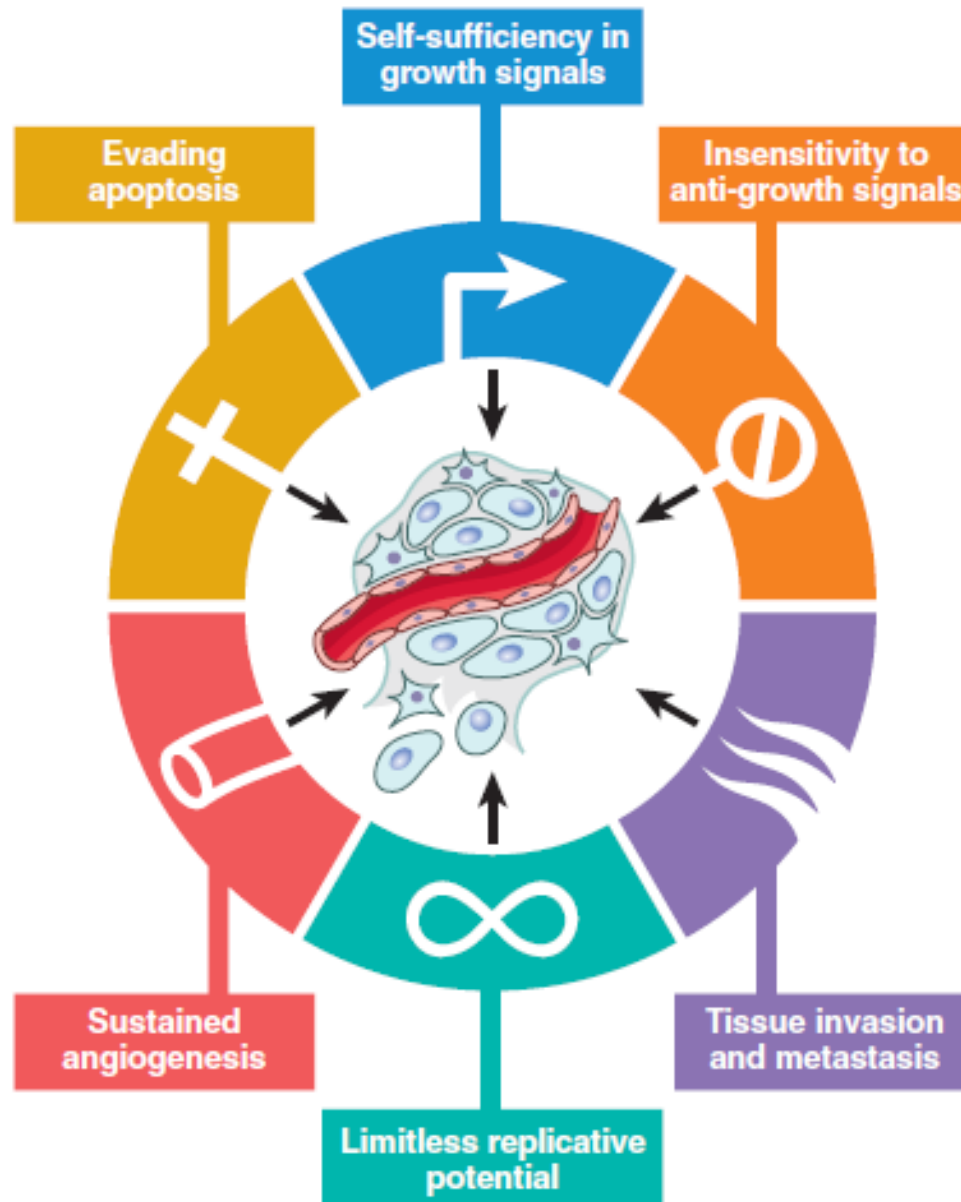 Self-sufficiency in
growth signals
Evading
apoptosis
Insensitivity to
anti-growth signals
Sustained
angiogenesis
Tissue invasion
and metastasis
Limitless replicative
potential